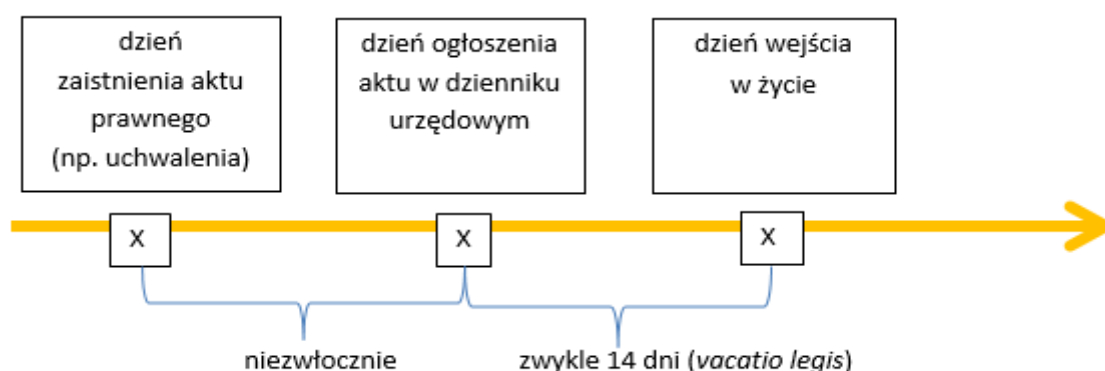 dzień
zaistnienia aktu
prawnego
(np. uchwalenia)
dzień ogłoszenia
aktu w dzienniku
urzędowym
dzień wejścia
w życie
X
X
X
niezwłocznie
zwykle 14 dni (vacatio legis)